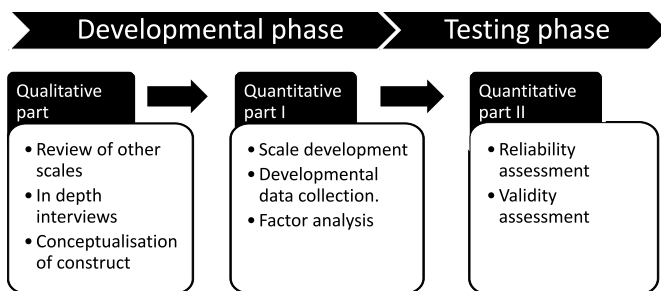 Developmental phase
Testing phase
Qualitative
part
• Review of other
scales
• In depth
interviews
• Conceptualisation
of construct
Quantitative
part I
• Scale development
• Developmental
data collection.
• Factor analysis
Quantitative
part II
• Reliability
assessment
• Validity
assessment